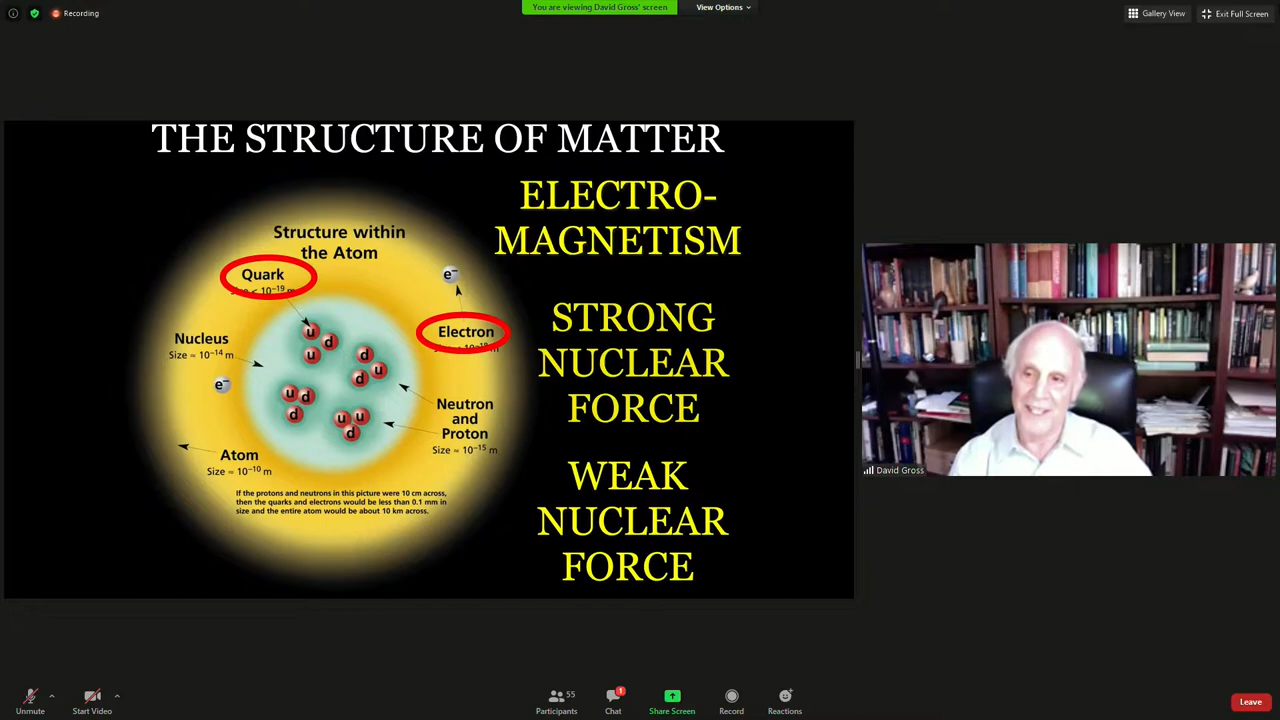 Recording
You are viewing David Gross' screen
View Options
Gallery View
Exit Full Screen
THE STRUCTURE OF MATTER
ELECTRO-
MAGNETISM
STRONG
NUCLEAR
FORCE
WEAK
NUCLEAR
FORCE
Structure within
the Atom
Quark
Size < 10⁻¹⁹ m
e⁻
Electron
Nucleus
Size ≈ 10⁻¹⁴ m
e⁻
u
d
u
d
u
d
u
d
d
u
u
d
Neutron
and
Proton
Size ≈ 10⁻¹⁵ m
Atom
Size ≈ 10⁻¹⁰ m
If the protons and neutrons in this picture were 10 cm across,
then the quarks and electrons would be less than 0.1 mm in
size and the entire atom would be about 10 km across.
David Gross
Unmute
Start Video
55
Participants
1
Chat
Share Screen
Record
Reactions
Leave